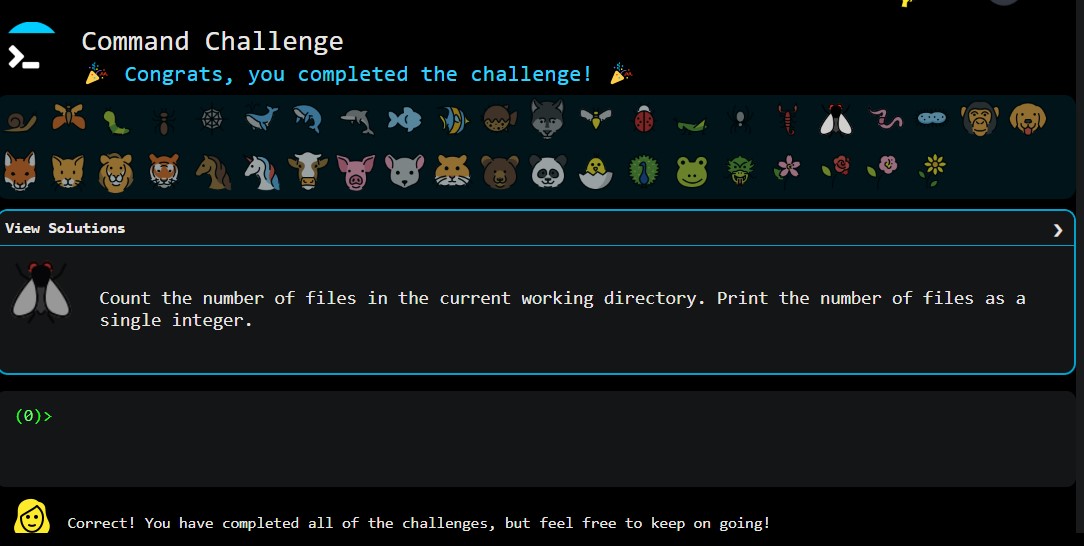 Command Challenge
🎉 Congrats, you completed the challenge! 🎉
View Solutions
Count the number of files in the current working directory. Print the number of files as a
single integer.
(0)>
Correct! You have completed all of the challenges, but feel free to keep on going!